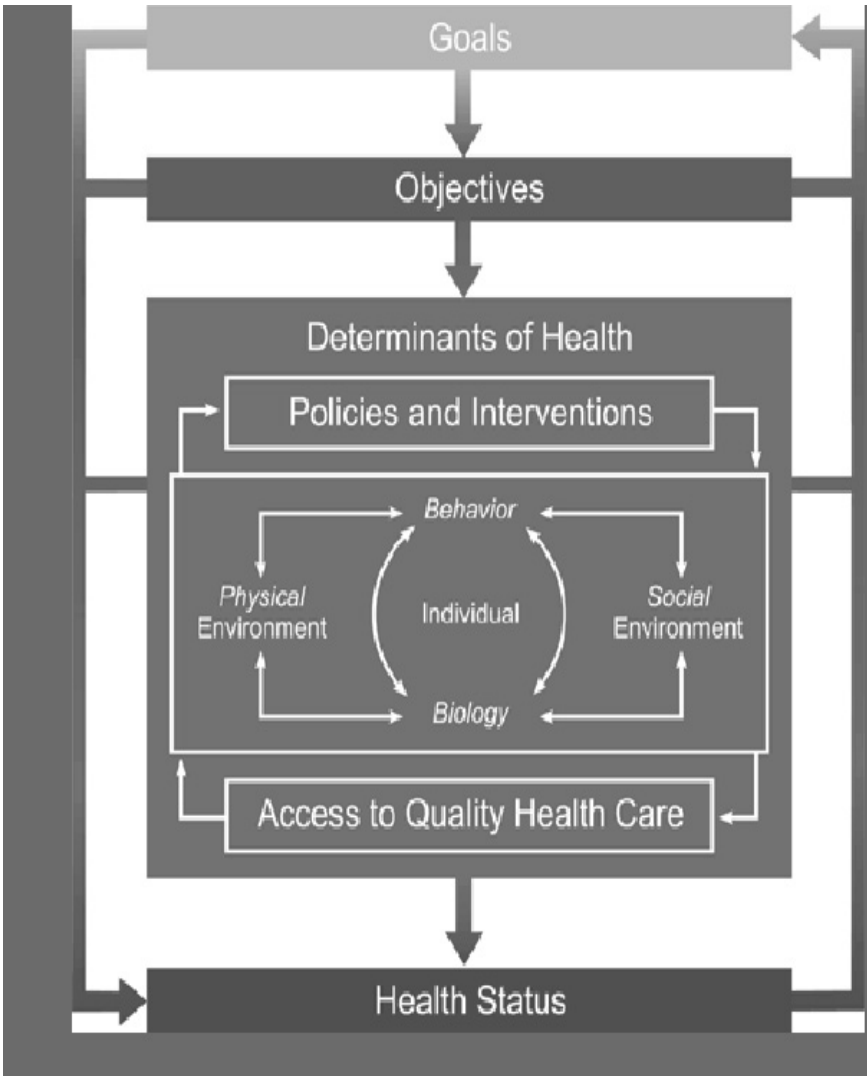 Goals
Objectives
Determinants of Health
Policies and Interventions
Behavior
Physical
Environment
Individual
Social
Environment
Biology
Access to Quality Health Care
Health Status